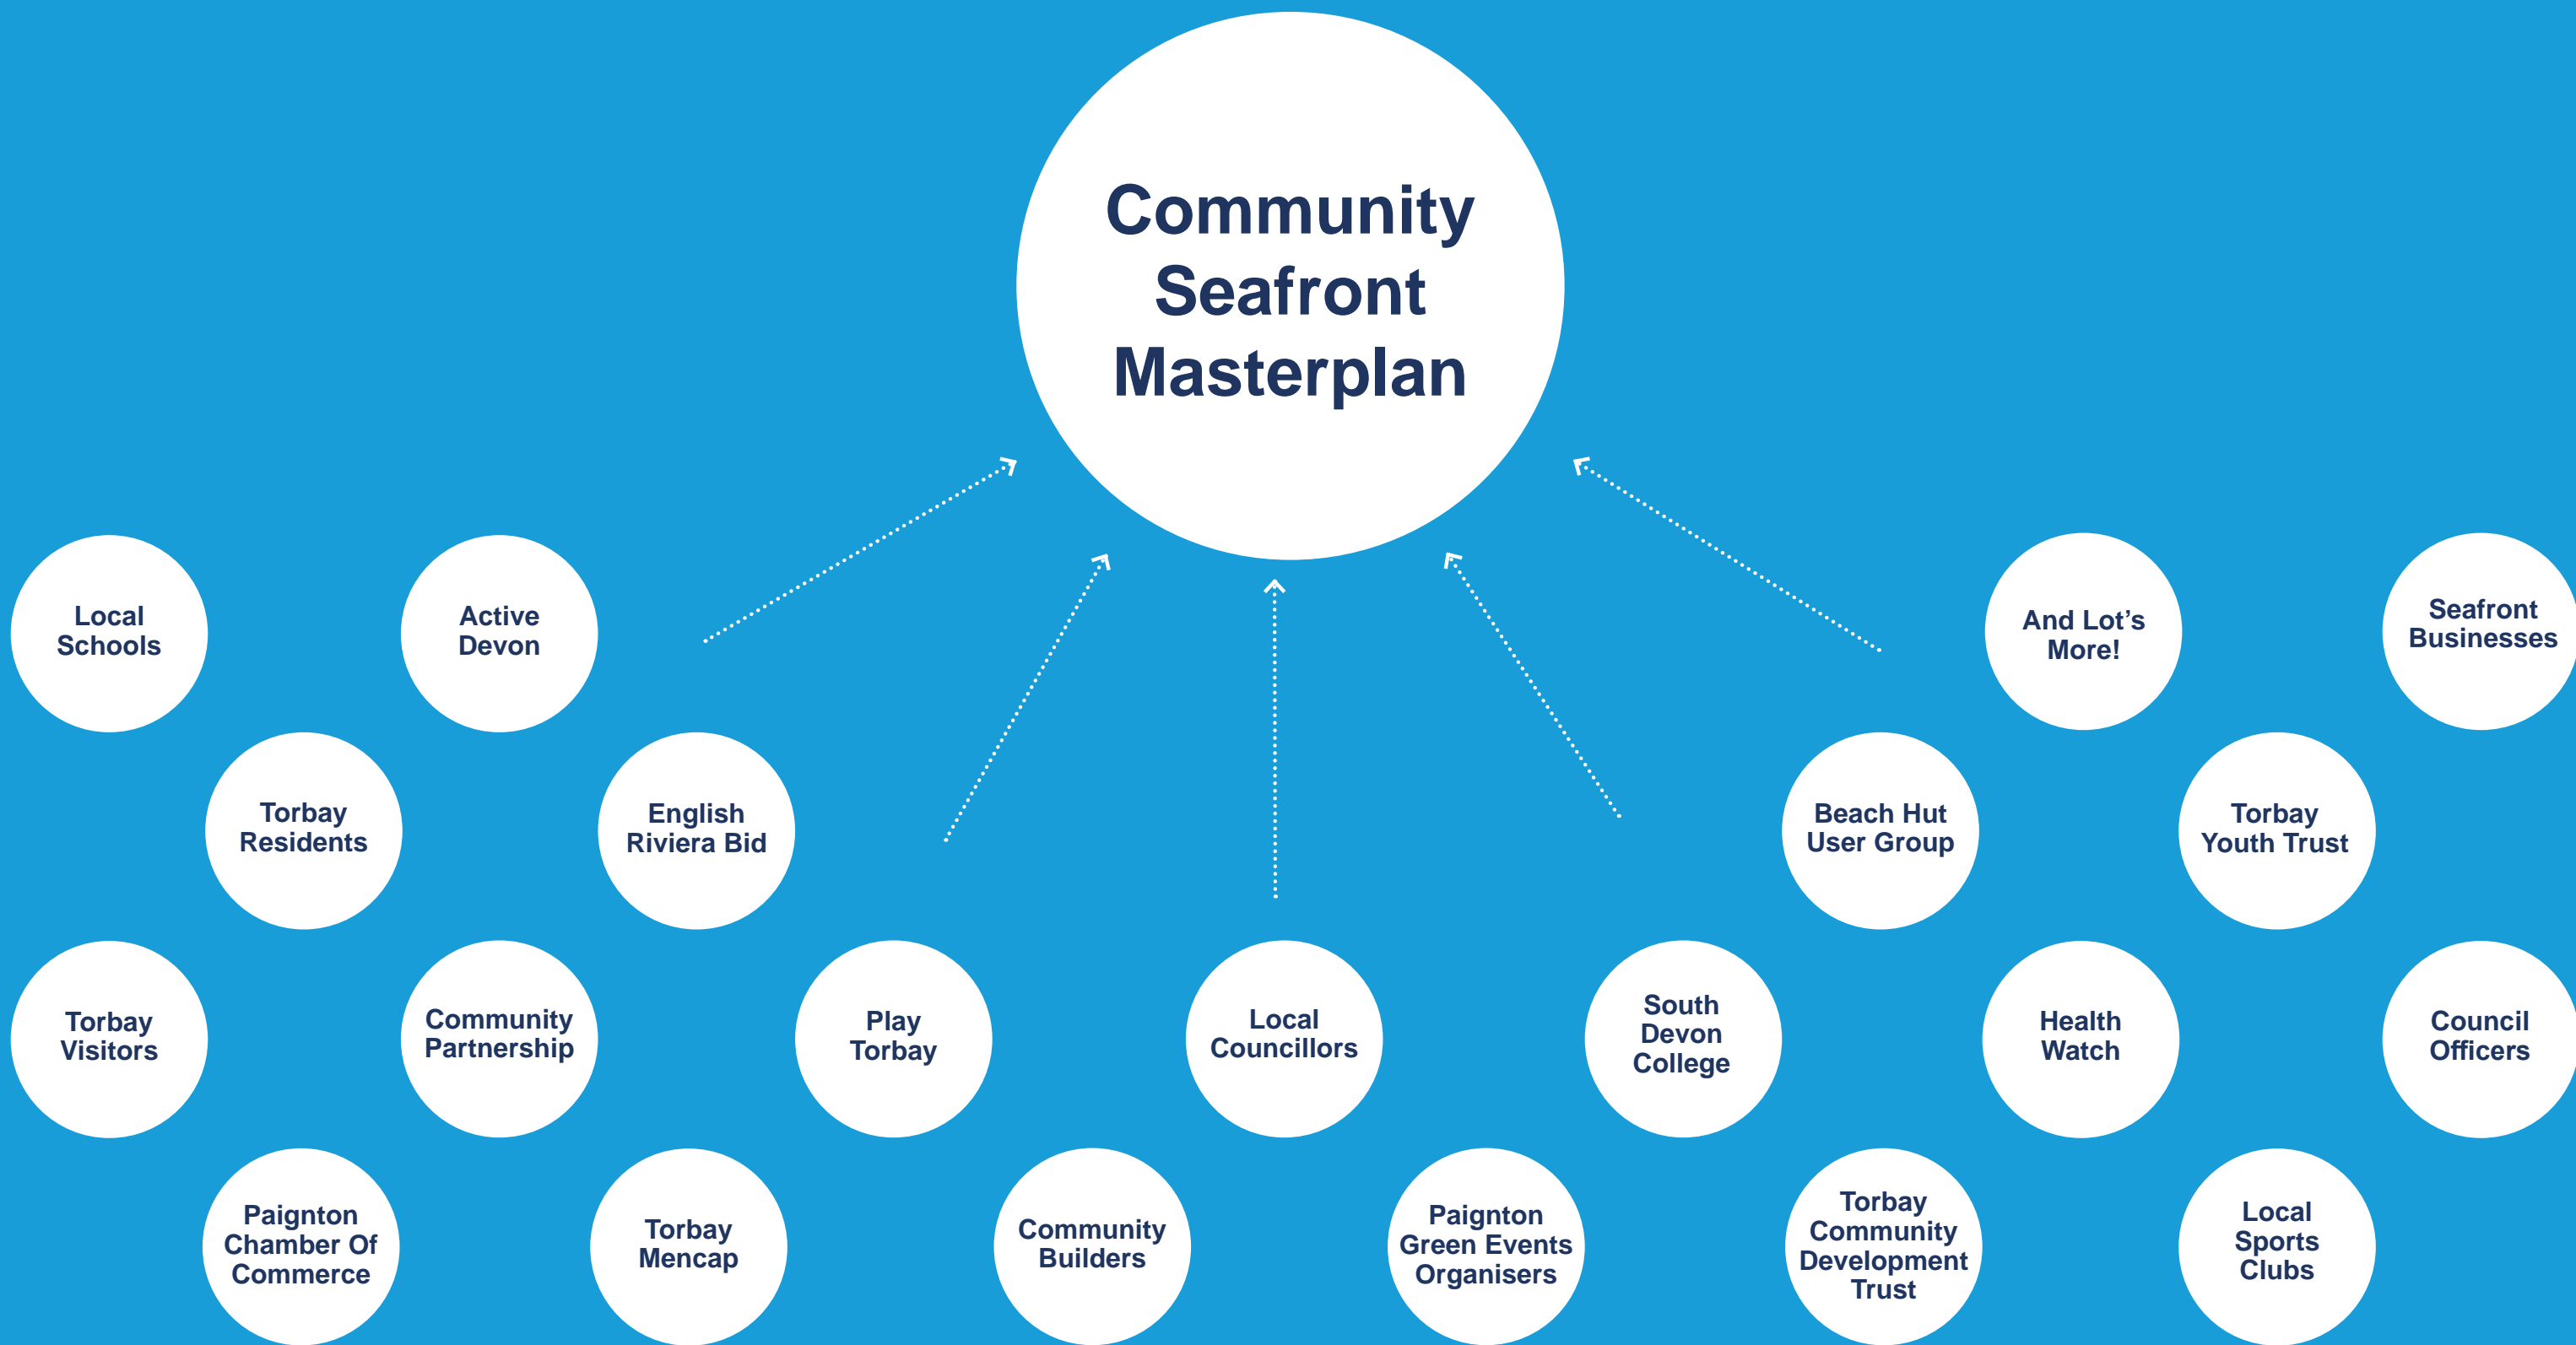 Community
Seafront
Masterplan
Local
Schools
Active
Devon
And Lot’s
More!
Seafront
Businesses
Torbay
Residents
English
Riviera Bid
Beach Hut
User Group
Torbay
Youth Trust
Torbay
Visitors
Community
Partnership
Play
Torbay
Local
Councillors
South
Devon
College
Health
Watch
Council
Officers
Paignton
Chamber Of
Commerce
Torbay
Mencap
Community
Builders
Paignton
Green Events
Organisers
Torbay
Community
Development
Trust
Local
Sports
Clubs